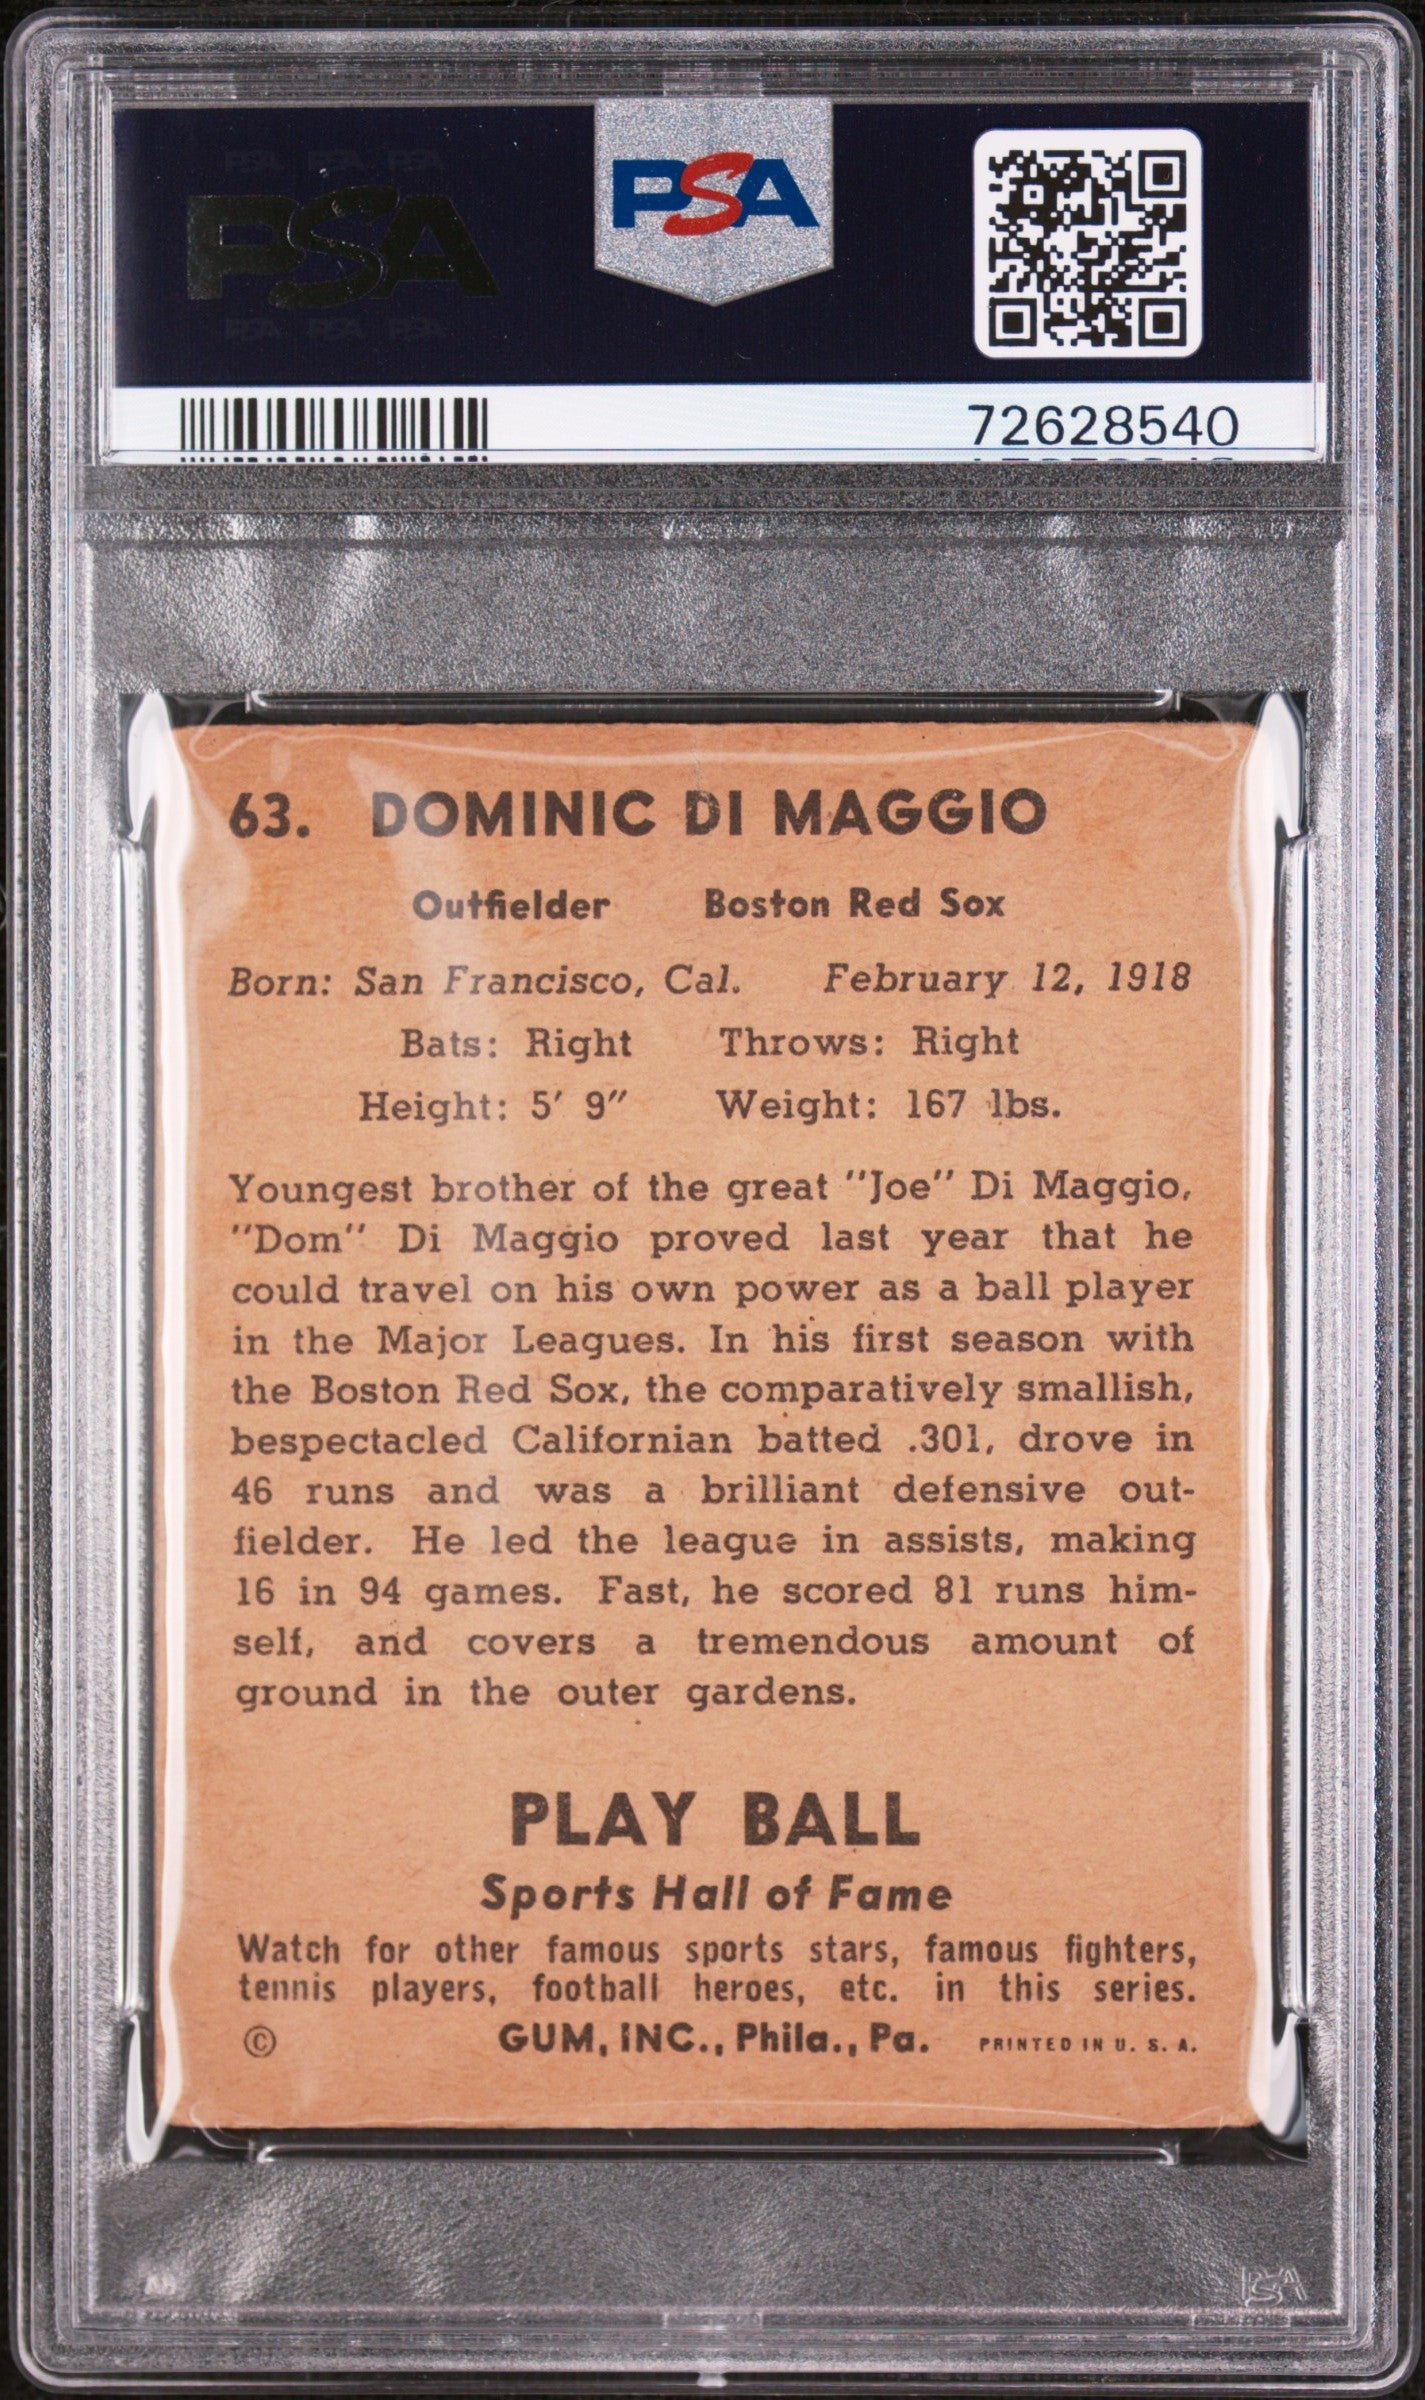 PSA PSA PSA
PSA
PSA PSA PSA
PSA
72628540
63. DOMINIC DI MAGGIO
Outfielder Boston Red Sox
Born: San Francisco, Cal. February 12, 1918
Bats: Right Throws: Right
Height: 5' 9" Weight: 167 lbs.
Youngest brother of the great "Joe" Di Maggio,
"Dom" Di Maggio proved last year that he
could travel on his own power as a ball player
in the Major Leagues. In his first season with
the Boston Red Sox, the comparatively smallish,
bespectacled Californian batted .301, drove in
46 runs and was a brilliant defensive out-
fielder. He led the league in assists, making
16 in 94 games. Fast, he scored 81 runs him-
self, and covers a tremendous amount of
ground in the outer gardens.
PLAY BALL
Sports Hall of Fame
Watch for other famous sports stars, famous fighters,
tennis players, football heroes, etc. in this series.
© GUM, INC., Phila., Pa. PRINTED IN U. S. A.
PSA